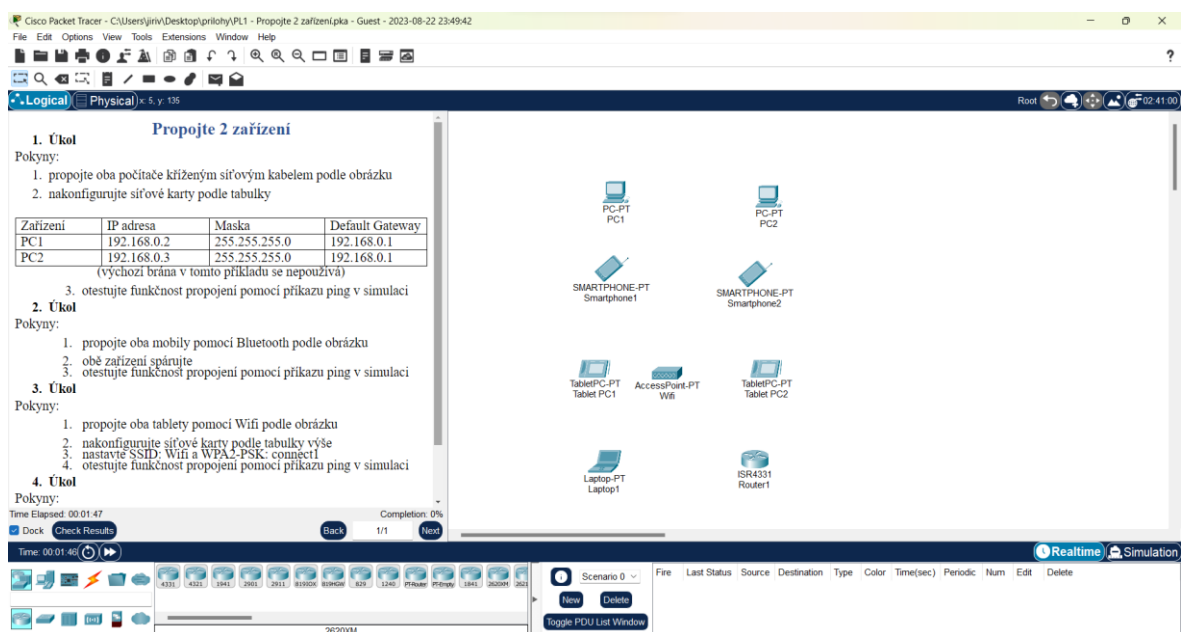 Cisco Packet Tracer - C:\Users\jiriv\Desktop\prilohy\PL1 - Propojte 2 zařízení.pka - Guest - 2023-08-22 23:49:42
File Edit Options View Tools Extensions Window Help
?
Logical Physical x: 5, y: 135
Root 02:41:00
Propojte 2 zařízení
1. Úkol
Pokyny:
1. propojte oba počítače kříženým síťovým kabelem podle obrázku
2. nakonfigurujte síťové karty podle tabulky
Zařízení IP adresa Maska Default Gateway
PC1 192.168.0.2 255.255.255.0 192.168.0.1
PC2 192.168.0.3 255.255.255.0 192.168.0.1
(výchozí brána v tomto příkladu se nepoužívá)
3. otestujte funkčnost propojení pomocí příkazu ping v simulaci
2. Úkol
Pokyny:
1. propojte oba mobily pomocí Bluetooth podle obrázku
2. obě zařízení spárujte
3. otestujte funkčnost propojení pomocí příkazu ping v simulaci
3. Úkol
Pokyny:
1. propojte oba tablety pomocí Wifi podle obrázku
2. nakonfigurujte síťové karty podle tabulky výše
3. nastavte SSID: Wifi a WPA2-PSK: connect1
4. otestujte funkčnost propojení pomocí příkazu ping v simulaci
4. Úkol
Pokyny:
Time Elapsed: 00:01:47 Completion: 0%
Dock Check Results Back 1/1 Next
PC-PT
PC1
PC-PT
PC2
SMARTPHONE-PT
Smartphone1
SMARTPHONE-PT
Smartphone2
TabletPC-PT
Tablet PC1
AccessPoint-PT
Wifi
TabletPC-PT
Tablet PC2
Laptop-PT
Laptop1
ISR4331
Router1
Time: 00:01:46
Realtime Simulation
4331 4321 1941 2901 2911 819IOX 819HGW 829 1240 PT-Router PT-Empty 1841 2620XM 2621
2620XM
Scenario 0
New Delete
Toggle PDU List Window
Fire Last Status Source Destination Type Color Time(sec) Periodic Num Edit Delete